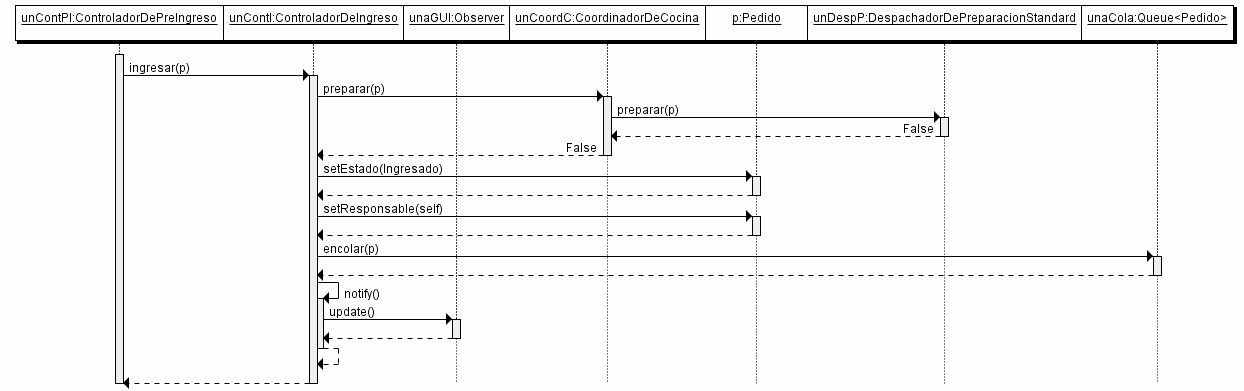 unContPI:ControladorDePreIngreso unContI:ControladorDeIngreso unaGUI:Observer unCoordC:CoordinadorDeCocina p:Pedido unDespP:DespachadorDePreparacionStandard unaCola:Queue<Pedido>
ingresar(p)
preparar(p)
preparar(p)
False
False
setEstado(Ingresado)
setResponsable(self)
encolar(p)
notify()
update()